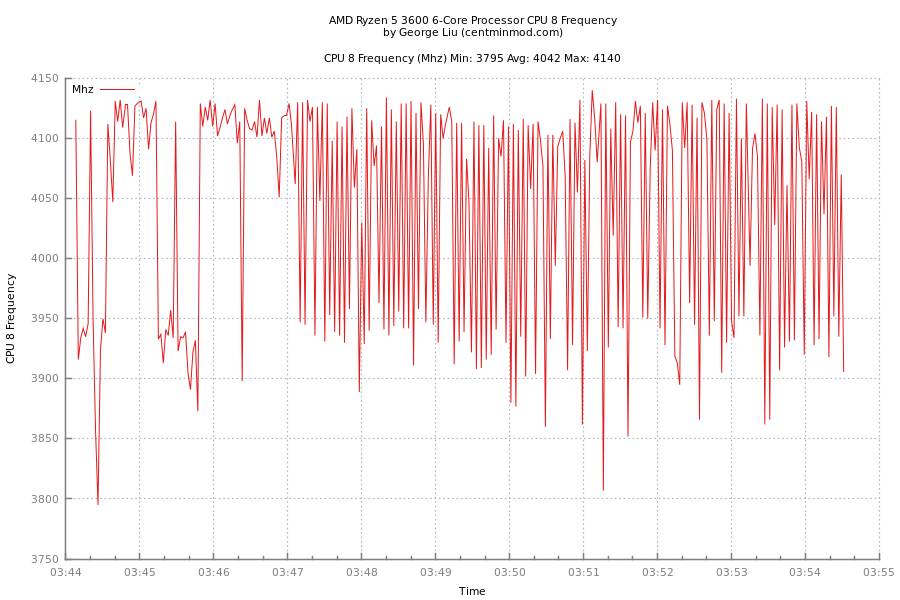 AMD Ryzen 5 3600 6-Core Processor CPU 8 Frequency
by George Liu (centminmod.com)
CPU 8 Frequency (Mhz) Min: 3795 Avg: 4042 Max: 4140
Mhz
4150
4100
4050
4000
3950
3900
3850
3800
3750
CPU 8 Frequency
03:44 03:45 03:46 03:47 03:48 03:49 03:50 03:51 03:52 03:53 03:54 03:55
Time